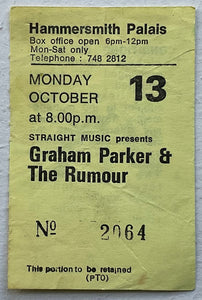 Hammersmith Palais
Box office open 6pm-12pm
Mon-Sat only
Telephone : 748 2812
MONDAY
OCTOBER 13
at 8.00p.m.
STRAIGHT MUSIC presents
Graham Parker &
The Rumour
Nº 2064
This portion to be retained
(PTO)